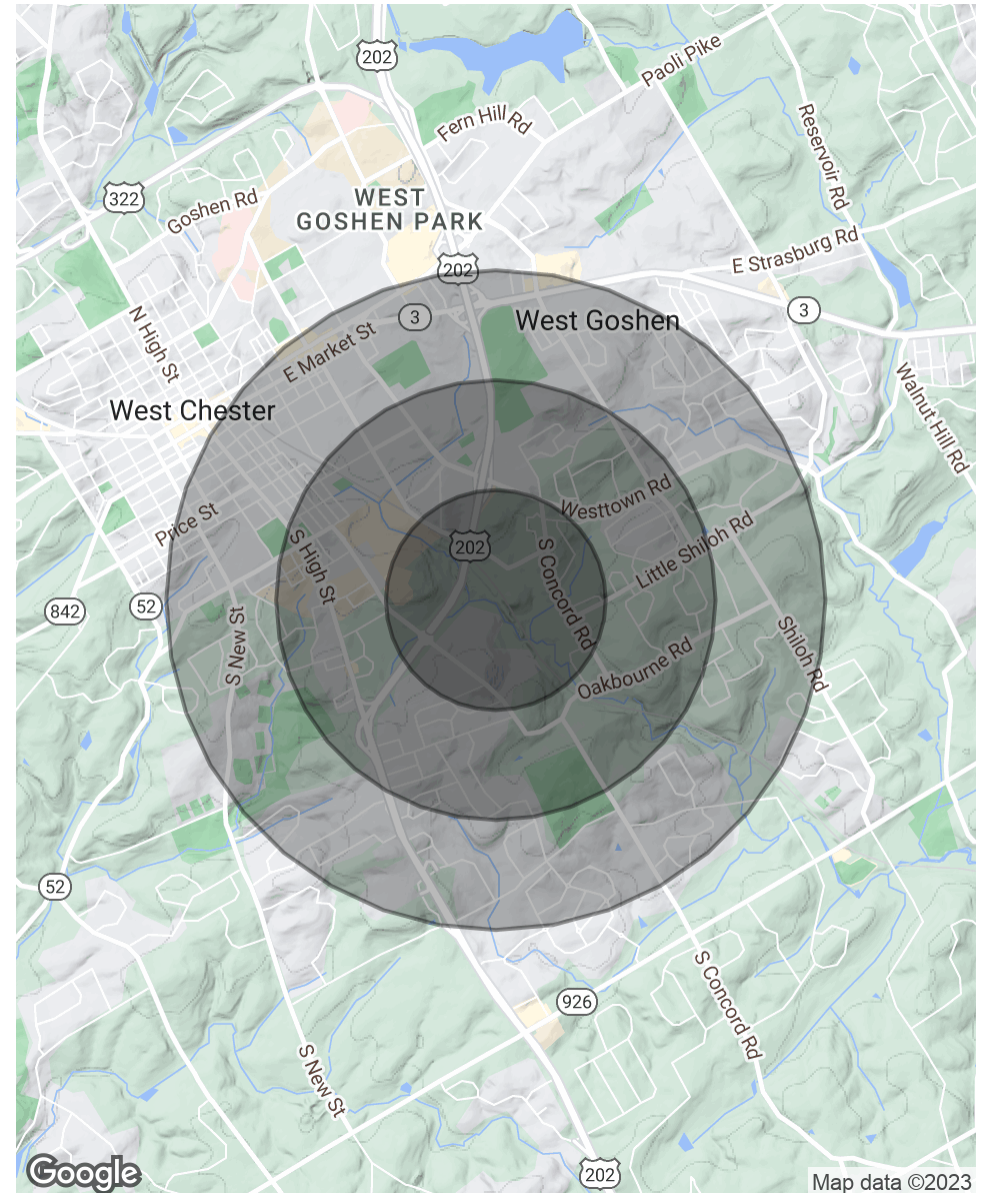 202
Paoli Pike
Fern Hill Rd
Reservoir Rd
322
Goshen Rd
WEST
GOSHEN PARK
E Strasburg Rd
202
3
3
West Goshen
N High St
E Market St
Walnut Hill Rd
West Chester
Westtown Rd
Price St
202
S High St
S Concord Rd
Little Shiloh Rd
842
52
S New St
Shiloh Rd
Oakbourne Rd
52
926
S Concord Rd
S New St
202
Google
Map data ©2023